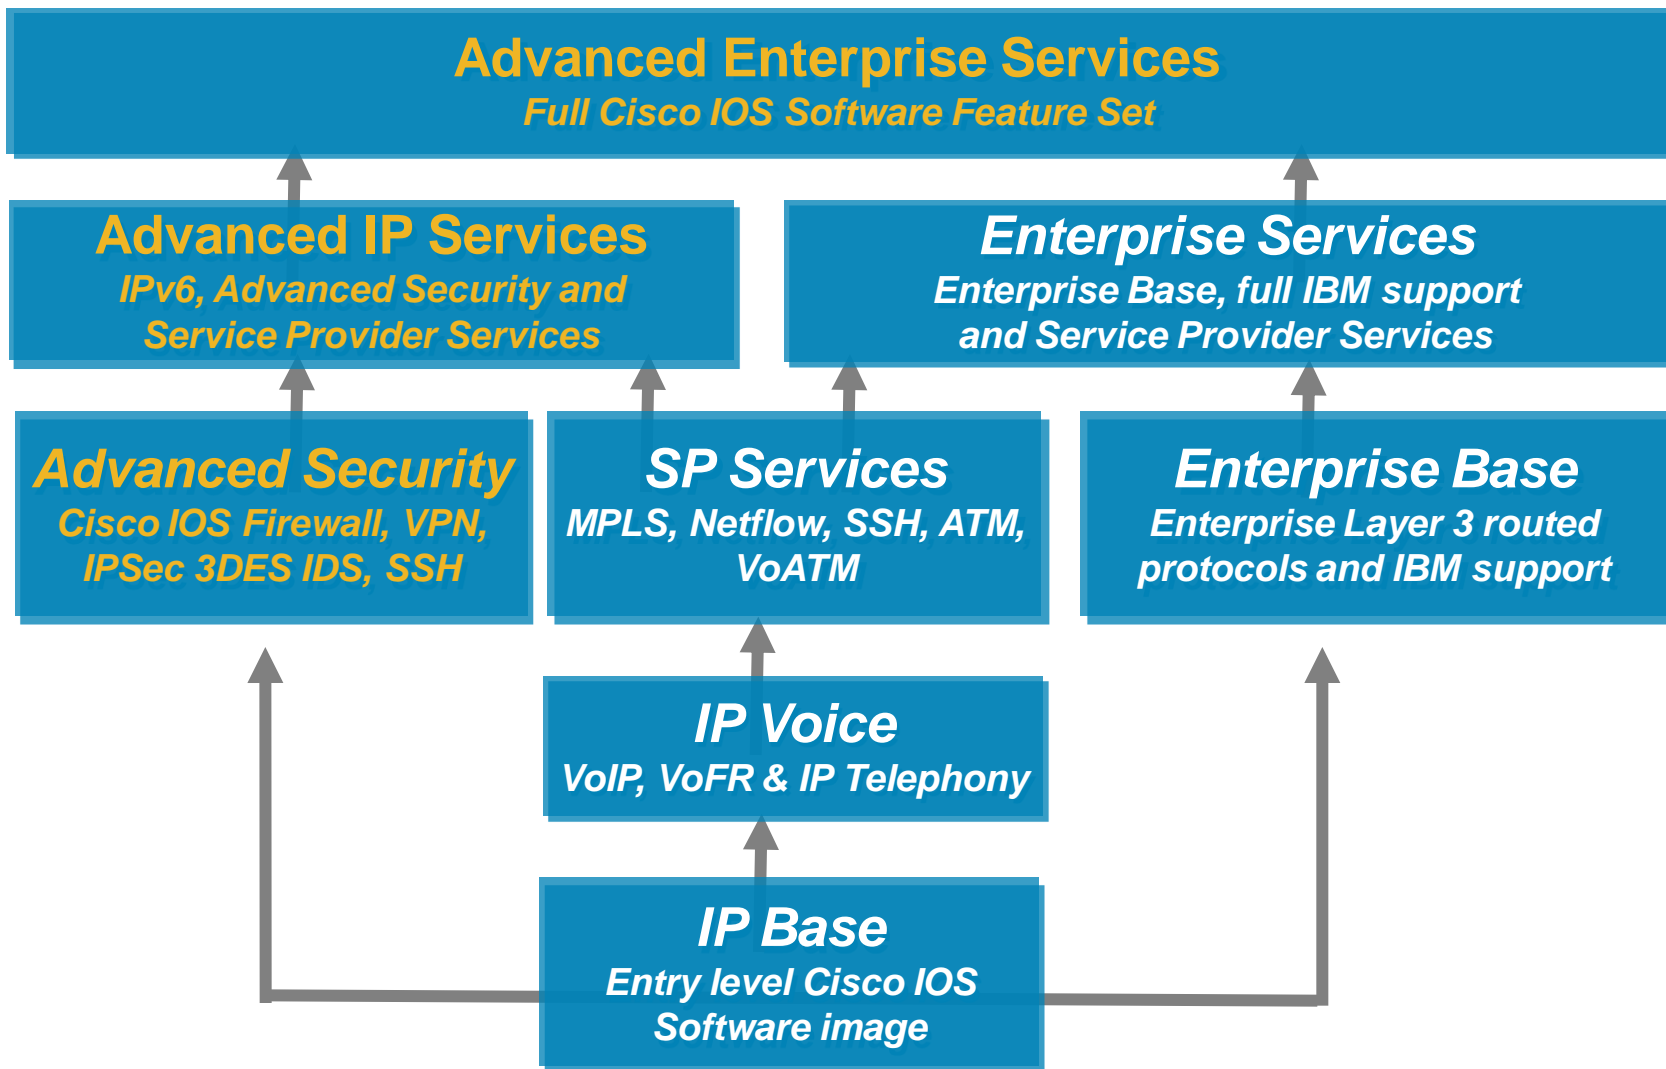 Advanced Enterprise Services
Full Cisco IOS Software Feature Set
Advanced IP Services
IPv6, Advanced Security and
Service Provider Services
Enterprise Services
Enterprise Base, full IBM support
and Service Provider Services
Advanced Security
Cisco IOS Firewall, VPN,
IPSec 3DES IDS, SSH
SP Services
MPLS, Netflow, SSH, ATM,
VoATM
Enterprise Base
Enterprise Layer 3 routed
protocols and IBM support
IP Voice
VoIP, VoFR & IP Telephony
IP Base
Entry level Cisco IOS
Software image